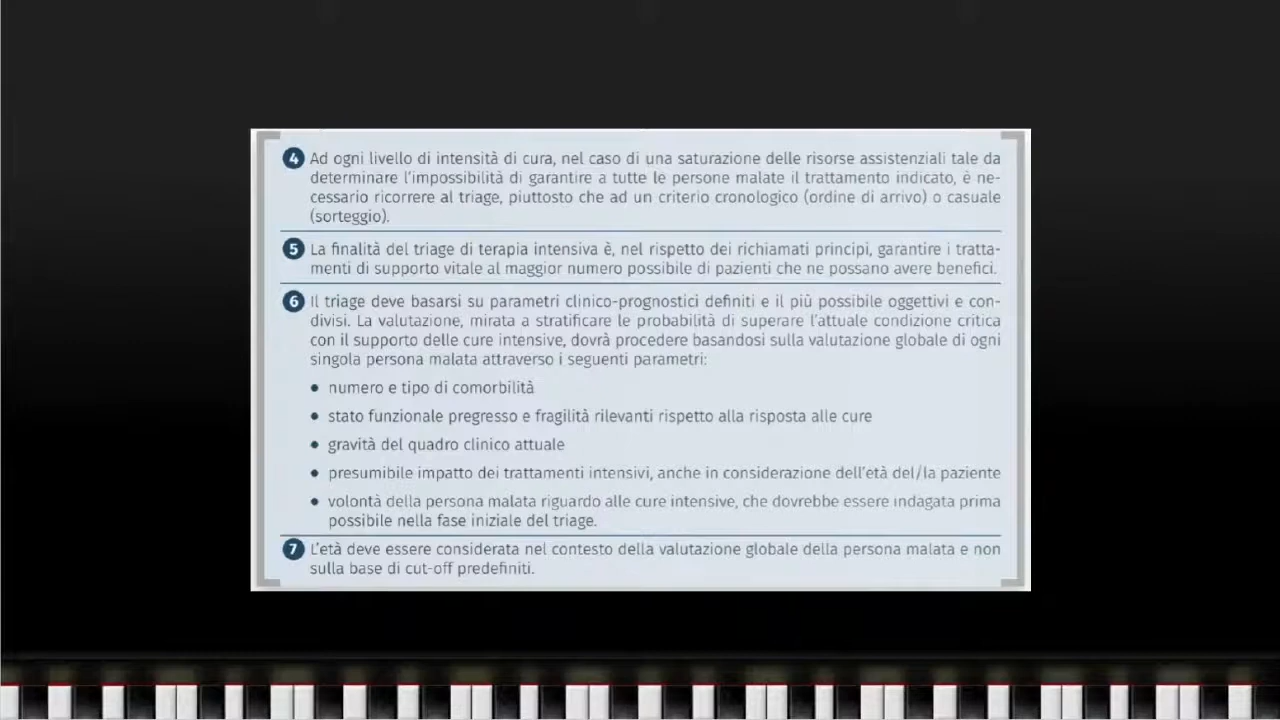 4 Ad ogni livello di intensità di cura, nel caso di una saturazione delle risorse assistenziali tale da
determinare l'impossibilità di garantire a tutte le persone malate il trattamento indicato, è ne-
cessario ricorrere al triage, piuttosto che ad un criterio cronologico (ordine di arrivo) o casuale
(sorteggio).
5 La finalità del triage di terapia intensiva è, nel rispetto dei richiamati principi, garantire i tratta-
menti di supporto vitale al maggior numero possibile di pazienti che ne possano avere benefici.
6 Il triage deve basarsi su parametri clinico-prognostici definiti e il più possibile oggettivi e con-
divisi. La valutazione, mirata a stratificare le probabilità di superare l'attuale condizione critica
con il supporto delle cure intensive, dovrà procedere basandosi sulla valutazione globale di ogni
singola persona malata attraverso i seguenti parametri:
• numero e tipo di comorbilità
• stato funzionale pregresso e fragilità rilevanti rispetto alla risposta alle cure
• gravità del quadro clinico attuale
• presumibile impatto dei trattamenti intensivi, anche in considerazione dell'età del/la paziente
• volontà della persona malata riguardo alle cure intensive, che dovrebbe essere indagata prima
possibile nella fase iniziale del triage.
7 L'età deve essere considerata nel contesto della valutazione globale della persona malata e non
sulla base di cut-off predefiniti.